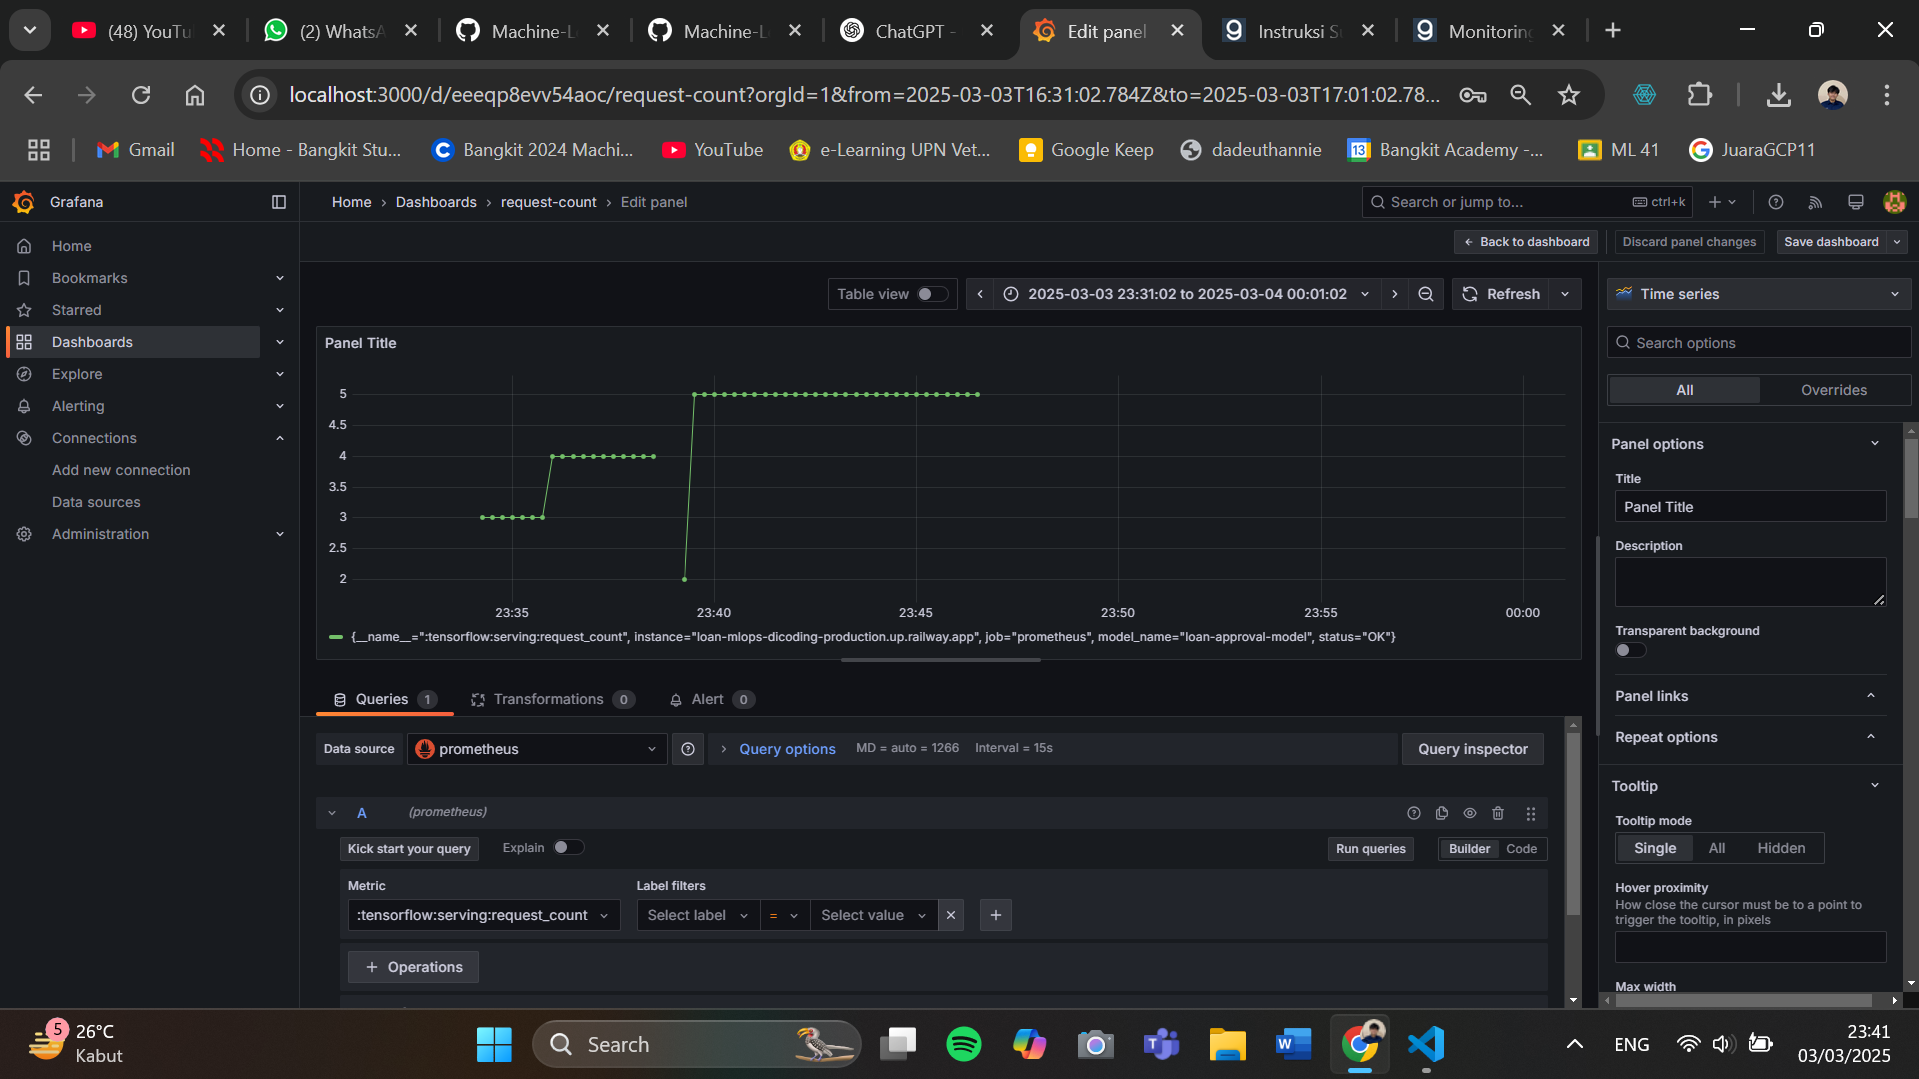 (48) YouTu
(2) WhatsA
Machine-L
Machine-L
ChatGPT -
Edit panel
Instruksi S
Monitoring
localhost:3000/d/eeeqp8evv54aoc/request-count?orgId=1&from=2025-03-03T16:31:02.784Z&to=2025-03-03T17:01:02.78...
Gmail
Home - Bangkit Stu...
Bangkit 2024 Machi...
YouTube
e-Learning UPN Vet...
Google Keep
dadeuthannie
13
Bangkit Academy -...
ML 41
JuaraGCP11
Grafana
Home › Dashboards › request-count › Edit panel
Search or jump to...
ctrl+k
Back to dashboard
Discard panel changes
Save dashboard
Home
Bookmarks
Starred
Dashboards
Explore
Alerting
Connections
Add new connection
Data sources
Administration
Table view
2025-03-03 23:31:02 to 2025-03-04 00:01:02
Refresh
Panel Title
5
4.5
4
3.5
3
2.5
2
23:35
23:40
23:45
23:50
23:55
00:00
{__name__=":tensorflow:serving:request_count", instance="loan-mlops-dicoding-production.up.railway.app", job="prometheus", model_name="loan-approval-model", status="OK"}
Queries 1
Transformations 0
Alert 0
Data source
prometheus
Query options
MD = auto = 1266
Interval = 15s
Query inspector
A
(prometheus)
Kick start your query
Explain
Run queries
Builder
Code
Metric
Label filters
:tensorflow:serving:request_count
Select label
=
Select value
+ Operations
Time series
Search options
All
Overrides
Panel options
Title
Panel Title
Description
Transparent background
Panel links
Repeat options
Tooltip
Tooltip mode
Single
All
Hidden
Hover proximity
How close the cursor must be to a point to
trigger the tooltip, in pixels
Max width
5
26°C
Kabut
Search
ENG
23:41
03/03/2025